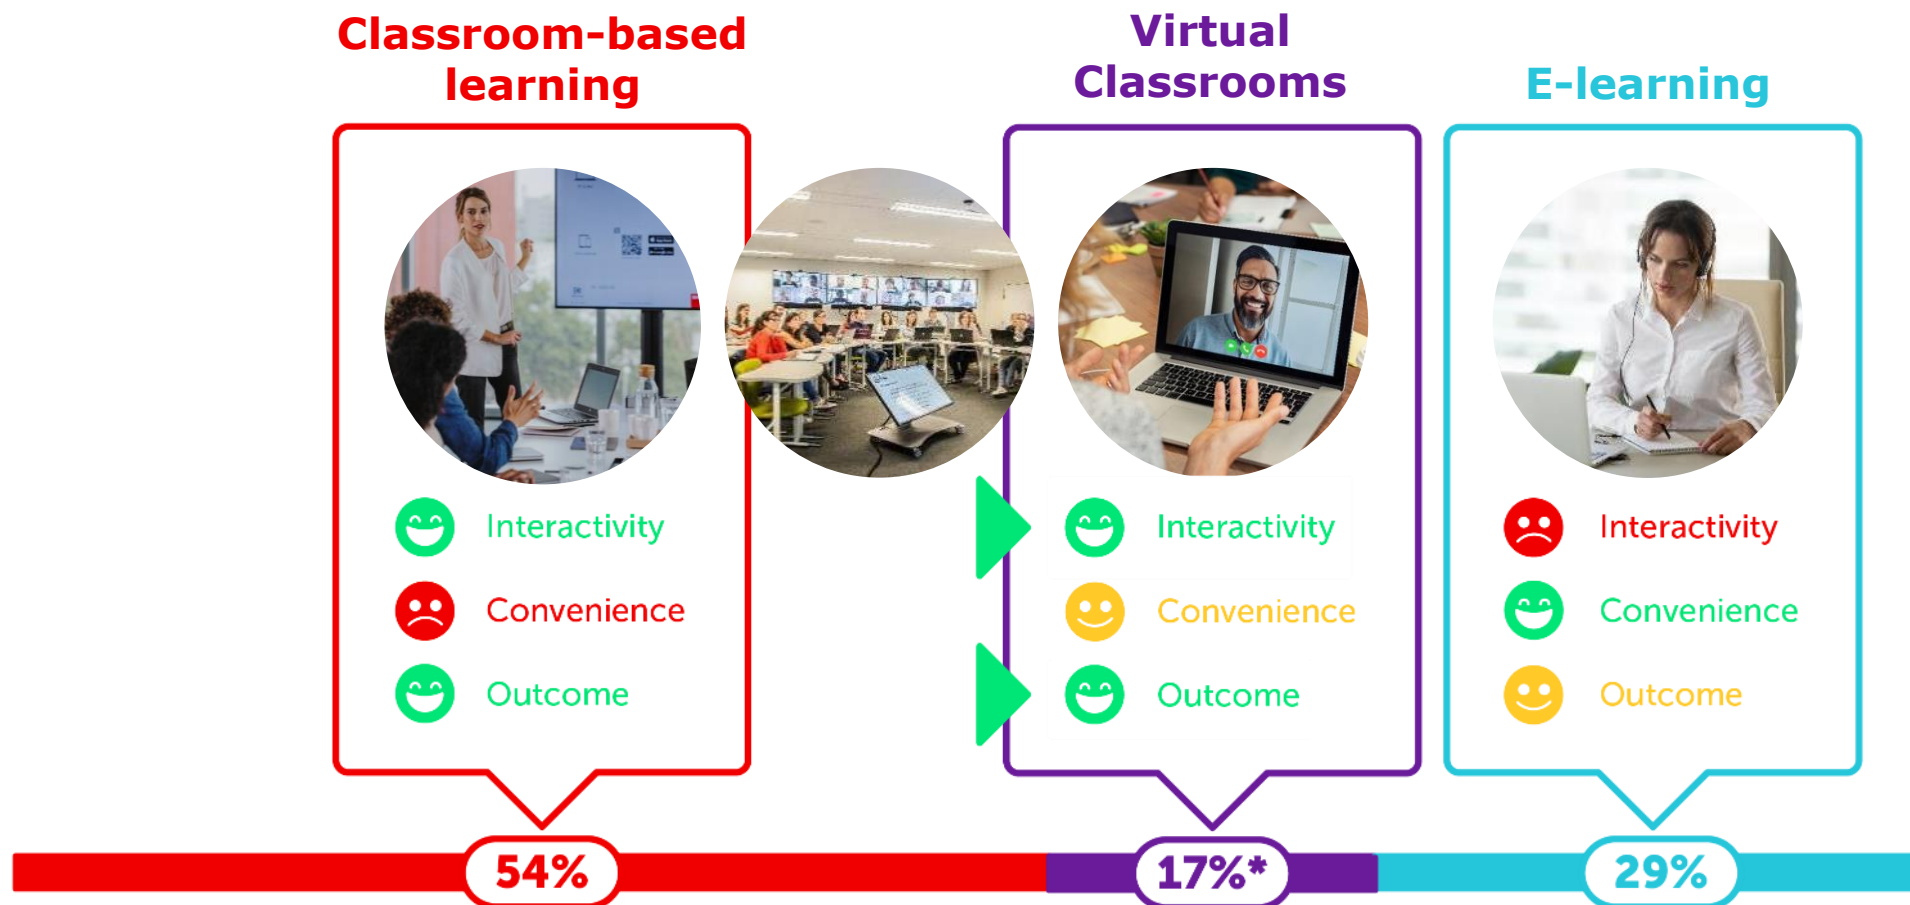 Classroom-based
learning
Virtual
Classrooms
E-learning
Interactivity
Convenience
Outcome
Interactivity
Convenience
Outcome
Interactivity
Convenience
Outcome
54%
17%*
29%